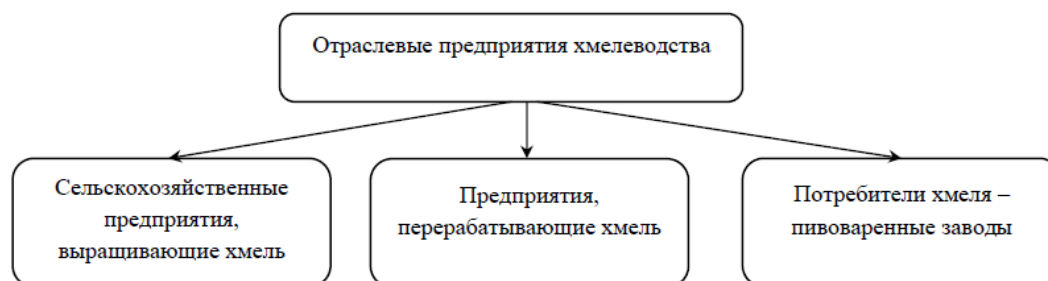 Отраслевые предприятия хмелеводства
Сельскохозяйственные
предприятия,
выращивающие хмель
Предприятия,
перерабатывающие хмель
Потребители хмеля –
пивоваренные заводы